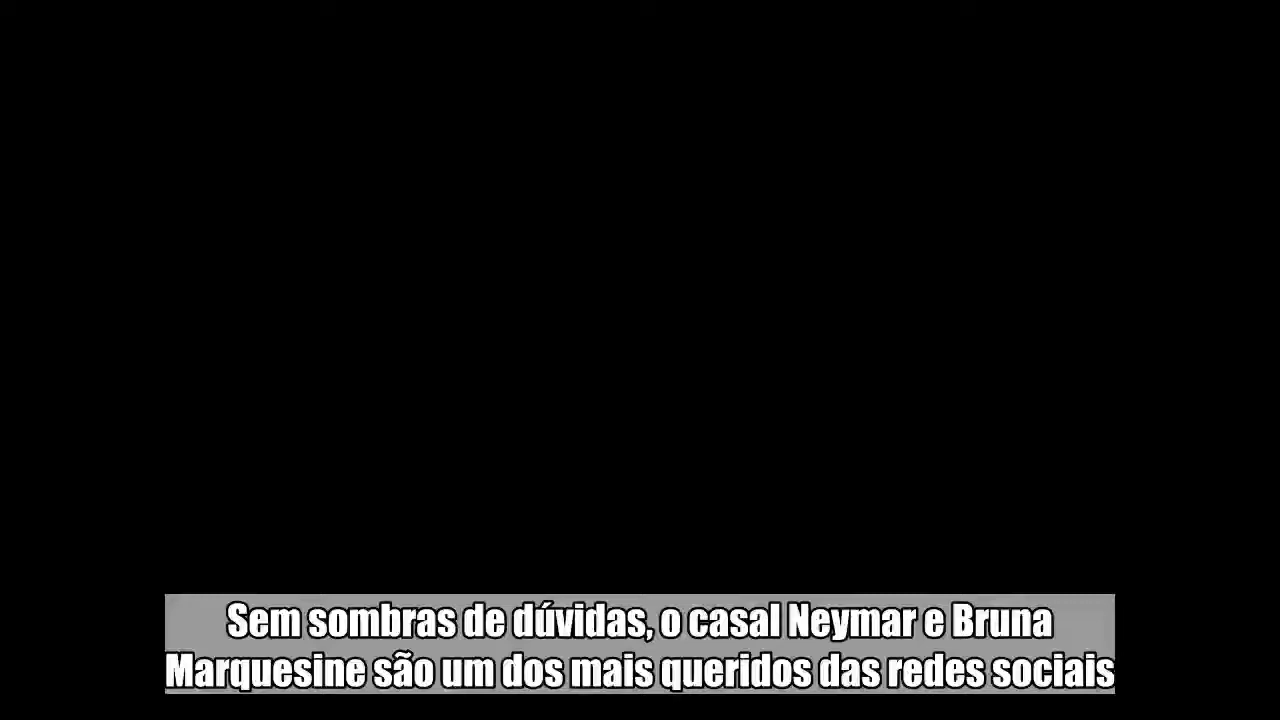 Sem sombras de dúvidas, o casal Neymar e Bruna
Marquesine são um dos mais queridos das redes sociais